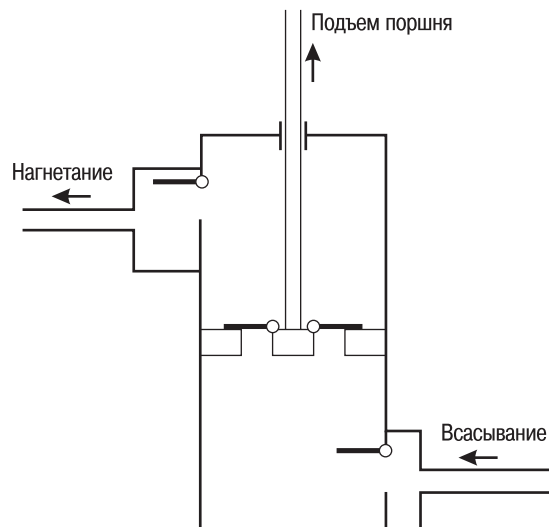 Подъем поршня
Нагнетание
Всасывание